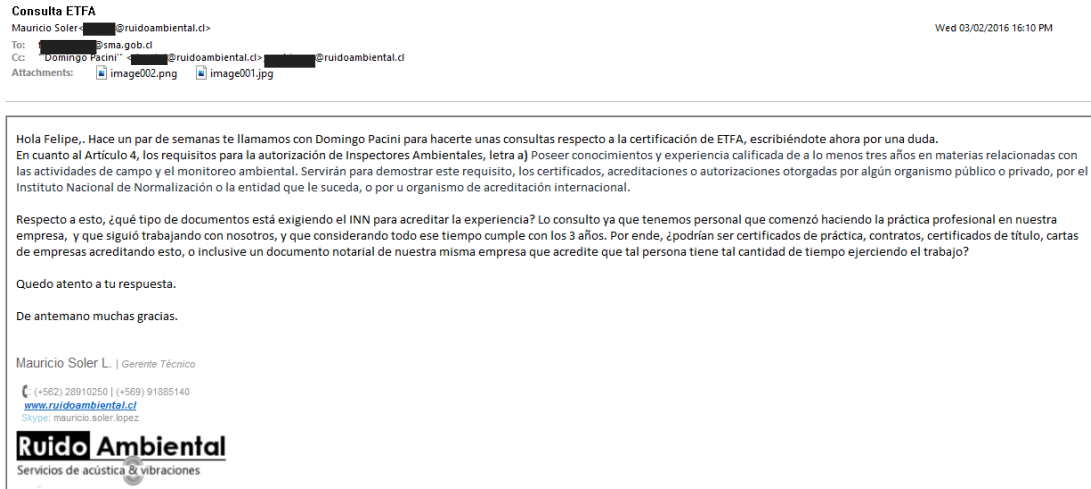 Consulta ETFA
Mauricio Soler< @ruidoambiental.cl> Wed 03/02/2016 16:10 PM
To: f @sma.gob.cl
Cc: "'Domingo Pacini'" < @ruidoambiental.cl>; @ruidoambiental.cl
Attachments: image002.png image001.jpg
Hola Felipe,. Hace un par de semanas te llamamos con Domingo Pacini para hacerte unas consultas respecto a la certificación de ETFA, escribiéndote ahora por una duda.
En cuanto al Artículo 4, los requisitos para la autorización de Inspectores Ambientales, letra a) Poseer conocimientos y experiencia calificada de a lo menos tres años en materias relacionadas con
las actividades de campo y el monitoreo ambiental. Servirán para demostrar este requisito, los certificados, acreditaciones o autorizaciones otorgadas por algún organismo público o privado, por el
Instituto Nacional de Normalización o la entidad que le suceda, o por u organismo de acreditación internacional.
Respecto a esto, ¿qué tipo de documentos está exigiendo el INN para acreditar la experiencia? Lo consulto ya que tenemos personal que comenzó haciendo la práctica profesional en nuestra
empresa, y que siguió trabajando con nosotros, y que considerando todo ese tiempo cumple con los 3 años. Por ende, ¿podrían ser certificados de práctica, contratos, certificados de título, cartas
de empresas acreditando esto, o inclusive un documento notarial de nuestra misma empresa que acredite que tal persona tiene tal cantidad de tiempo ejerciendo el trabajo?
Quedo atento a tu respuesta.
De antemano muchas gracias.
Mauricio Soler L. | Gerente Técnico
: (+562) 28910250 | (+569) 91885140
www.ruidoambiental.cl
Skype: mauricio.soler.lopez
Ruido Ambiental
Servicios de acústica & vibraciones